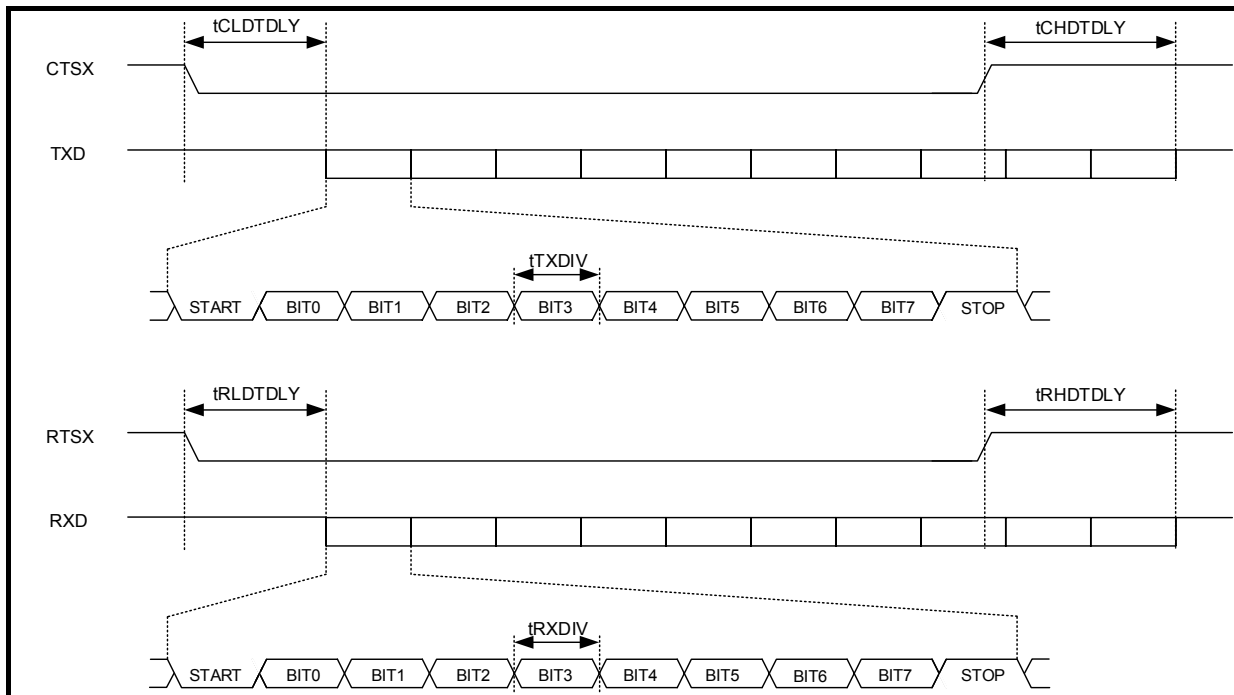 tCLDTDLY tCHDTDLY
CTSX
TXD
tTXDIV
START BIT0 BIT1 BIT2 BIT3 BIT4 BIT5 BIT6 BIT7 STOP
tRLDTDLY tRHDTDLY
RTSX
RXD
tRXDIV
START BIT0 BIT1 BIT2 BIT3 BIT4 BIT5 BIT6 BIT7 STOP